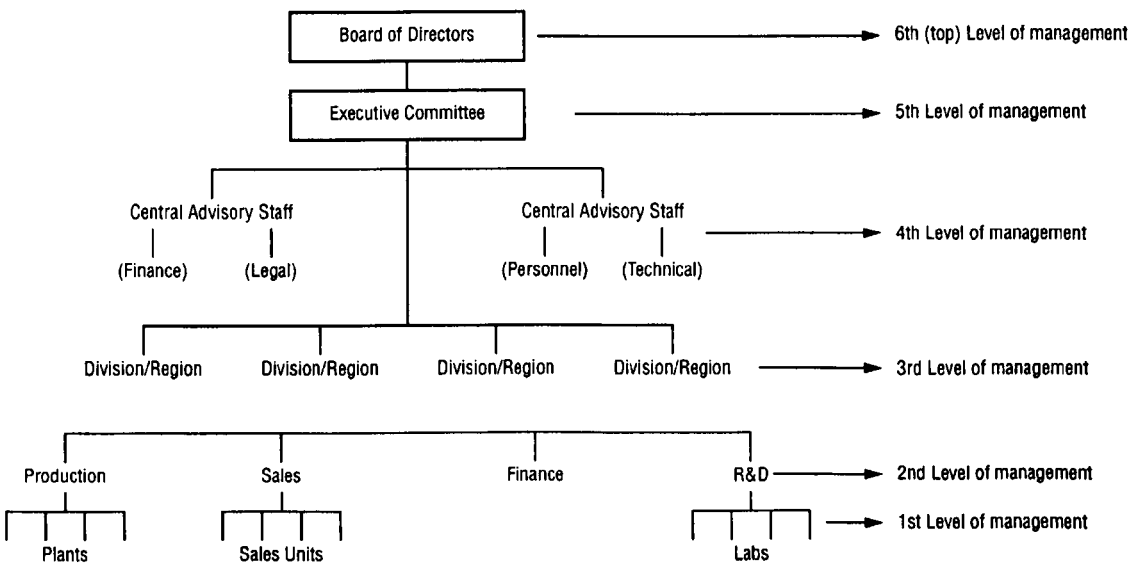 Board of Directors
6th (top) Level of management
Executive Committee
5th Level of management
Central Advisory Staff
Central Advisory Staff
4th Level of management
(Finance)
(Legal)
(Personnel)
(Technical)
Division/Region
Division/Region
Division/Region
Division/Region
3rd Level of management
Production
Sales
Finance
R&D
2nd Level of management
1st Level of management
Plants
Sales Units
Labs